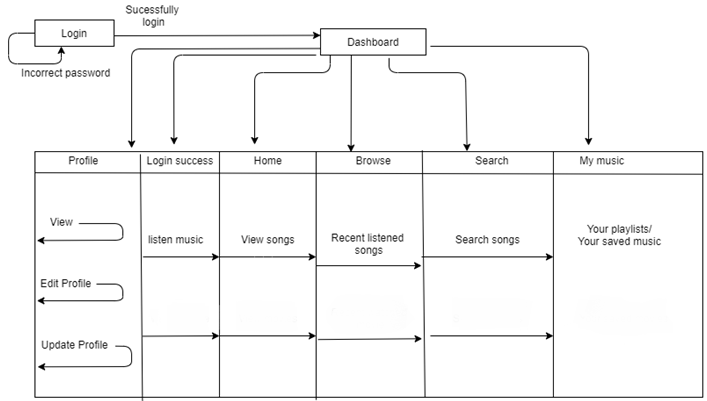 Sucessfully
login
Login
Dashboard
Incorrect password
Profile
Login success
Home
Browse
Search
My music
View
listen music
View songs
Recent listened
songs
Search songs
Your playlists/
Your saved music
Edit Profile
Update Profile